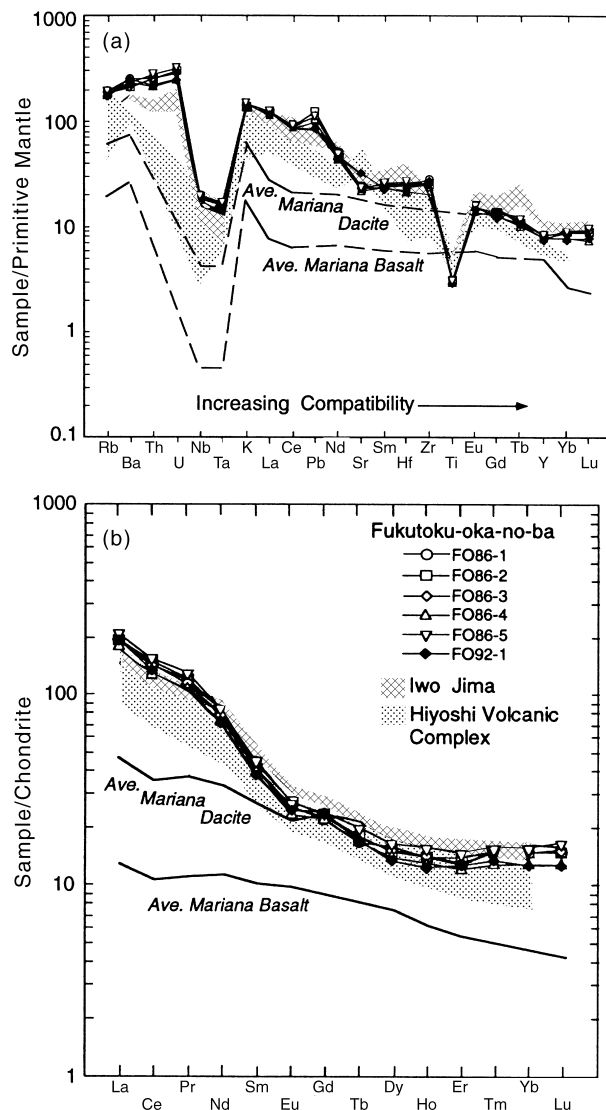 1000
(a)
100
10
1
0.1
Sample/Primitive Mantle
Ave. Mariana Dacite
Ave. Mariana Basalt
Increasing Compatibility
Rb Th Nb K Ce Nd Sm Zr Eu Tb Yb
Ba U Ta La Pb Sr Hf Ti Gd Y Lu
1000
(b)
100
10
1
Sample/Chondrite
Fukutoku-oka-no-ba
FO86-1
FO86-2
FO86-3
FO86-4
FO86-5
FO92-1
Iwo Jima
Hiyoshi Volcanic
Complex
Ave.
Mariana
Dacite
Ave. Mariana Basalt
La Pr Sm Gd Dy Er Yb
Ce Nd Eu Tb Ho Tm Lu